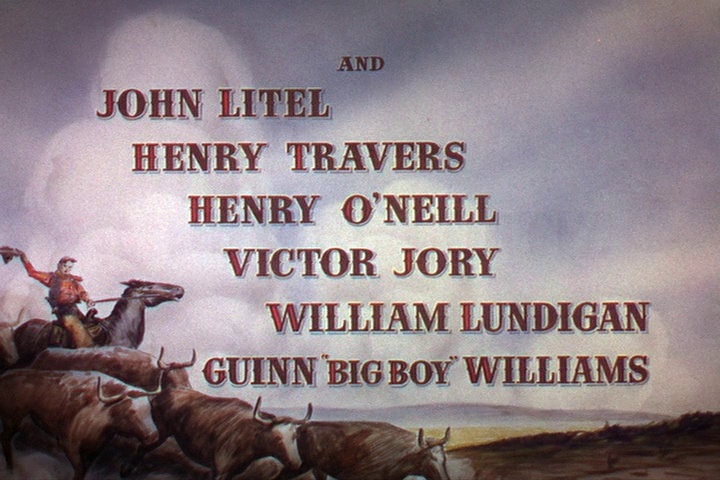 AND
JOHN LITEL
HENRY TRAVERS
HENRY O'NEILL
VICTOR JORY
WILLIAM LUNDIGAN
GUINN "BIG BOY" WILLIAMS